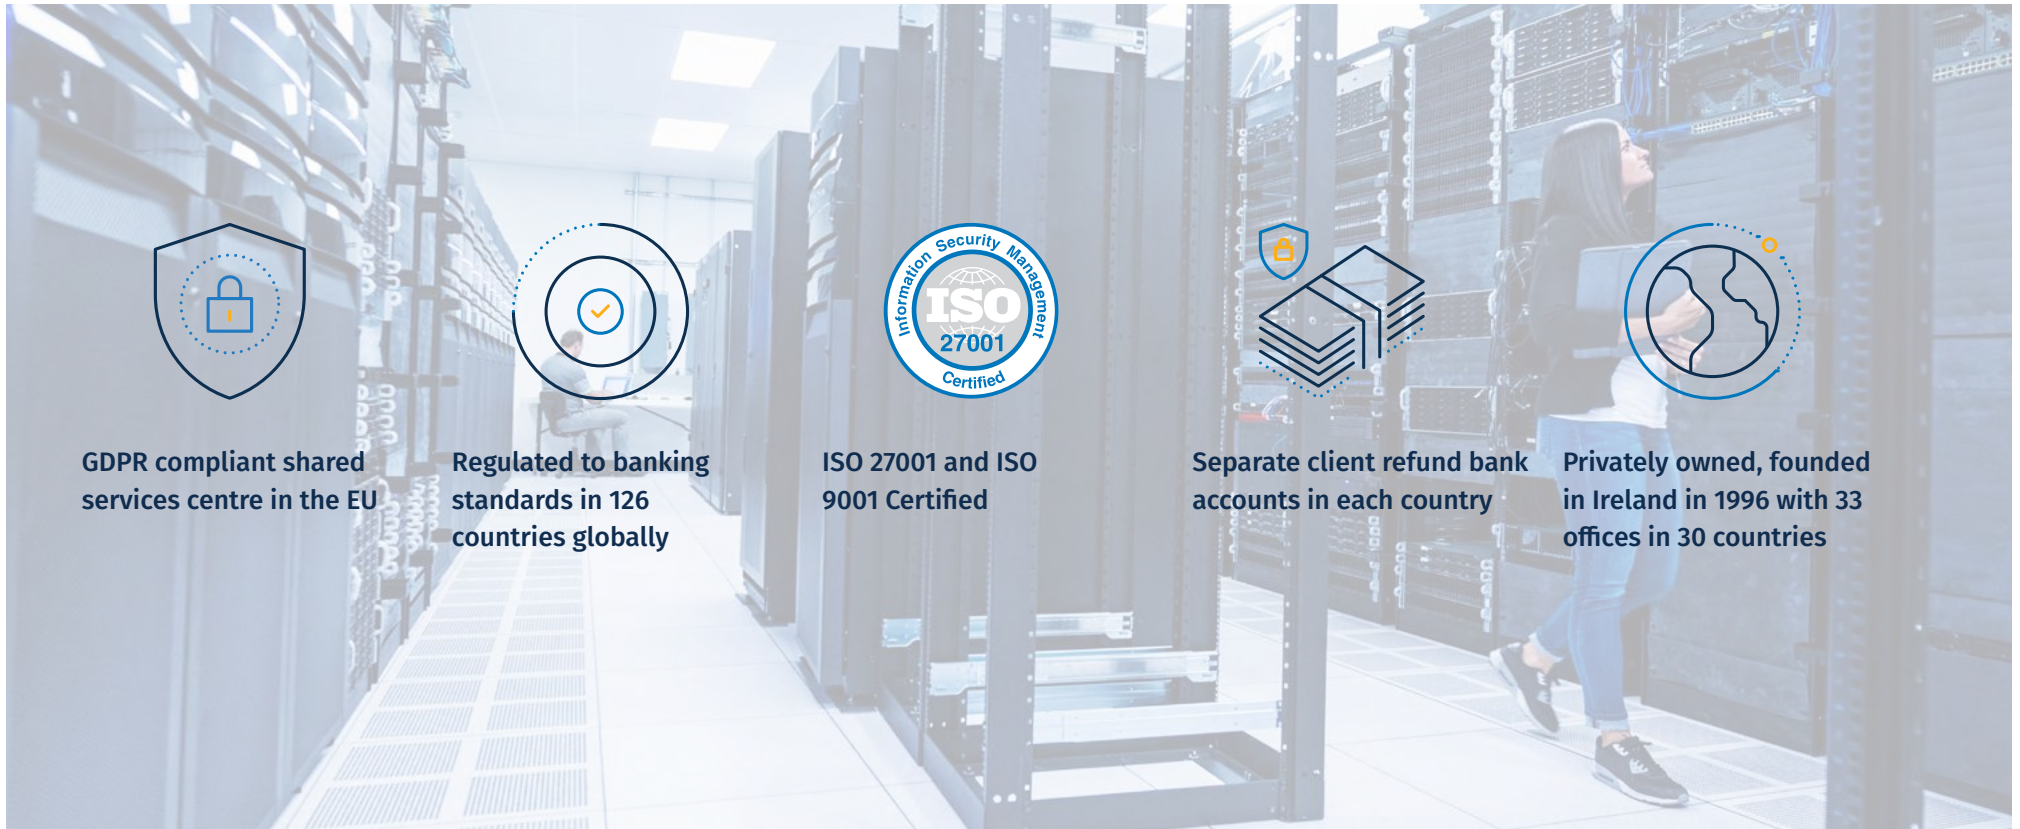 Information Security Management
ISO
27001
Certified
GDPR compliant shared
services centre in the EU
Regulated to banking
standards in 126
countries globally
ISO 27001 and ISO
9001 Certified
Separate client refund bank
accounts in each country
Privately owned, founded
in Ireland in 1996 with 33
offices in 30 countries